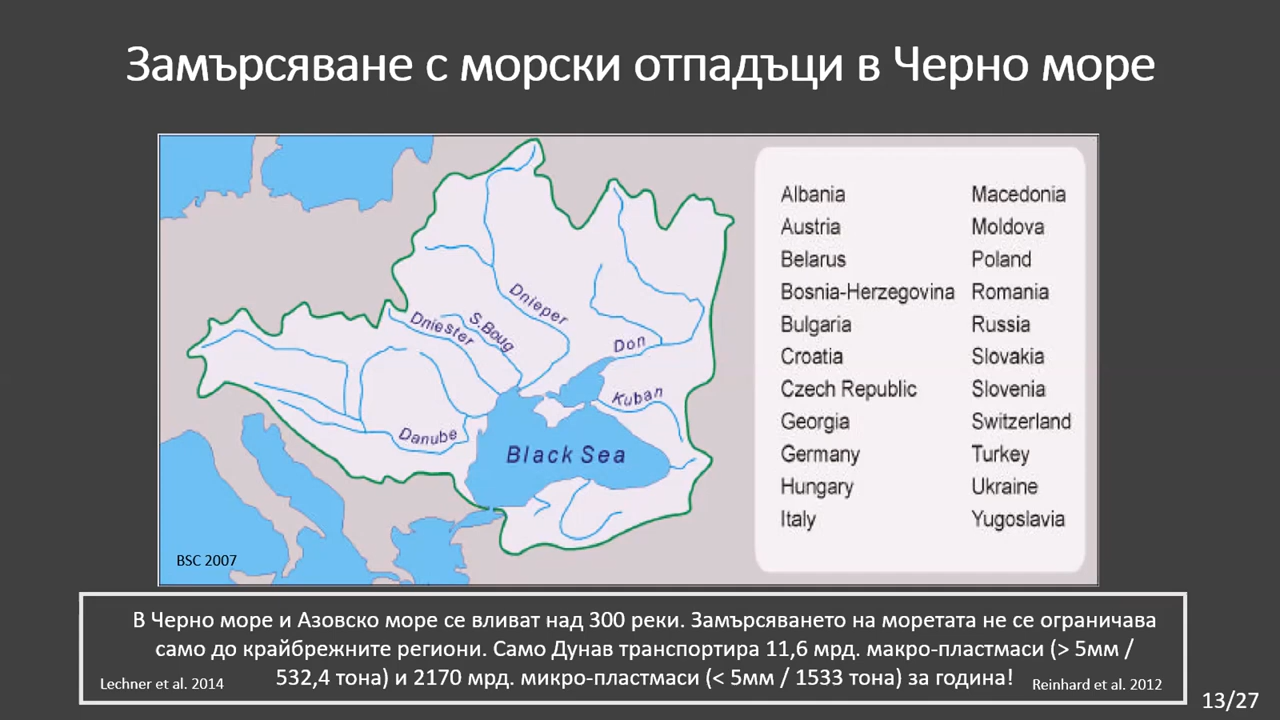 Замърсяване с морски отпадъци в Черно море
Albania
Austria
Belarus
Bosnia-Herzegovina
Bulgaria
Croatia
Czech Republic
Georgia
Germany
Hungary
Italy
Macedonia
Moldova
Poland
Romania
Russia
Slovakia
Slovenia
Switzerland
Turkey
Ukraine
Yugoslavia
Dnieper
S.Boug
Dniester
Don
Kuban
Danube
Black Sea
BSC 2007
В Черно море и Азовско море се вливат над 300 реки. Замърсяването на моретата не се ограничава
само до крайбрежните региони. Само Дунав транспортира 11,6 мрд. макро-пластмаси (> 5мм /
532,4 тона) и 2170 мрд. микро-пластмаси (< 5мм / 1533 тона) за година!
Lechner et al. 2014
Reinhard et al. 2012
13/27